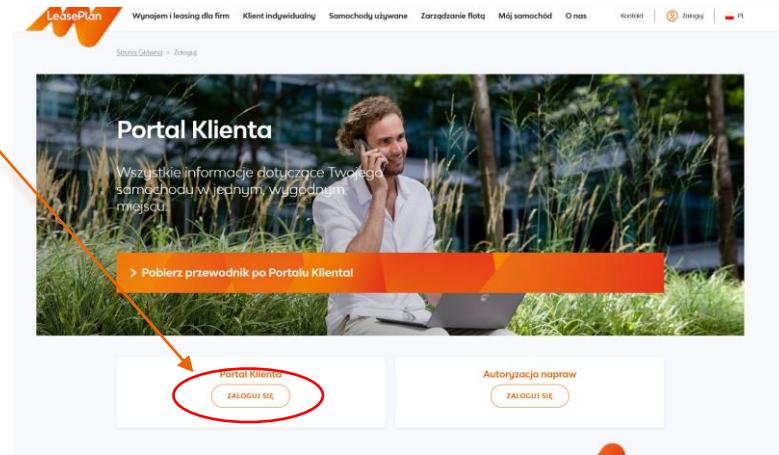 LeasePlan
Wynajem i leasing dla firm Klient indywidualny Samochody używane Zarządzanie flotą Mój samochód O nas Kontakt Zaloguj PL
Strona Główna > Zaloguj
Portal Klienta
Wszystkie informacje dotyczące Twojego
samochodu w jednym, wygodnym
miejscu.
> Pobierz przewodnik po Portalu Klienta!
Portal Klienta
ZALOGUJ SIĘ
Autoryzacja napraw
ZALOGUJ SIĘ